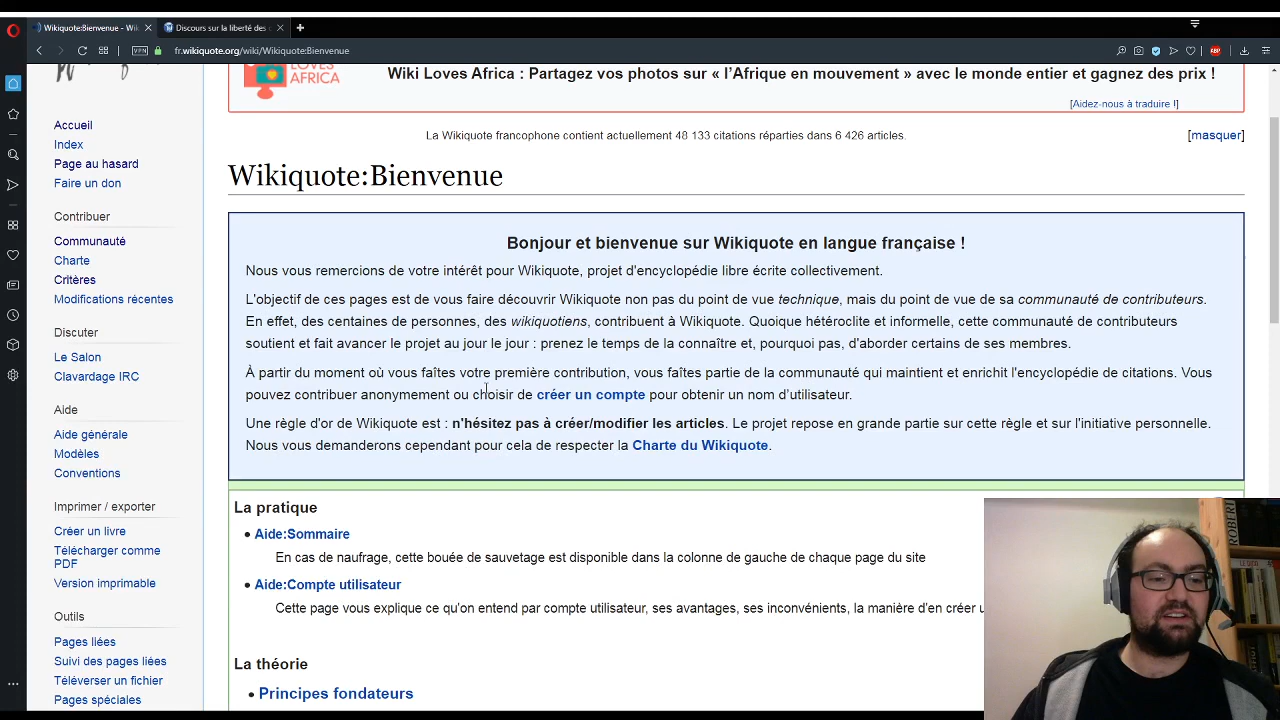 Wikiquote:Bienvenue - Wi
Discours sur la liberté des
VPN
fr.wikiquote.org/wiki/Wikiquote:Bienvenue
ABP
LOVES
AFRICA
Wiki Loves Africa : Partagez vos photos sur « l'Afrique en mouvement » avec le monde entier et gagnez des prix !
[Aidez-nous à traduire !]
La Wikiquote francophone contient actuellement 48 133 citations réparties dans 6 426 articles.
[masquer]
Accueil
Index
Page au hasard
Faire un don
Contribuer
Communauté
Charte
Critères
Modifications récentes
Discuter
Le Salon
Clavardage IRC
Aide
Aide générale
Modèles
Conventions
Imprimer / exporter
Créer un livre
Télécharger comme
PDF
Version imprimable
Outils
Pages liées
Suivi des pages liées
Téléverser un fichier
Pages spéciales
Wikiquote:Bienvenue
Bonjour et bienvenue sur Wikiquote en langue française !
Nous vous remercions de votre intérêt pour Wikiquote, projet d'encyclopédie libre écrite collectivement.
L'objectif de ces pages est de vous faire découvrir Wikiquote non pas du point de vue technique, mais du point de vue de sa communauté de contributeurs.
En effet, des centaines de personnes, des wikiquotiens, contribuent à Wikiquote. Quoique hétéroclite et informelle, cette communauté de contributeurs
soutient et fait avancer le projet au jour le jour : prenez le temps de la connaître et, pourquoi pas, d'aborder certains de ses membres.
À partir du moment où vous faîtes votre première contribution, vous faîtes partie de la communauté qui maintient et enrichit l'encyclopédie de citations. Vous
pouvez contribuer anonymement ou choisir de créer un compte pour obtenir un nom d'utilisateur.
Une règle d'or de Wikiquote est : n'hésitez pas à créer/modifier les articles. Le projet repose en grande partie sur cette règle et sur l'initiative personnelle.
Nous vous demanderons cependant pour cela de respecter la Charte du Wikiquote.
La pratique
Aide:Sommaire
En cas de naufrage, cette bouée de sauvetage est disponible dans la colonne de gauche de chaque page du site
Aide:Compte utilisateur
Cette page vous explique ce qu'on entend par compte utilisateur, ses avantages, ses inconvénients, la manière d'en créer u
La théorie
Principes fondateurs
ROBERT